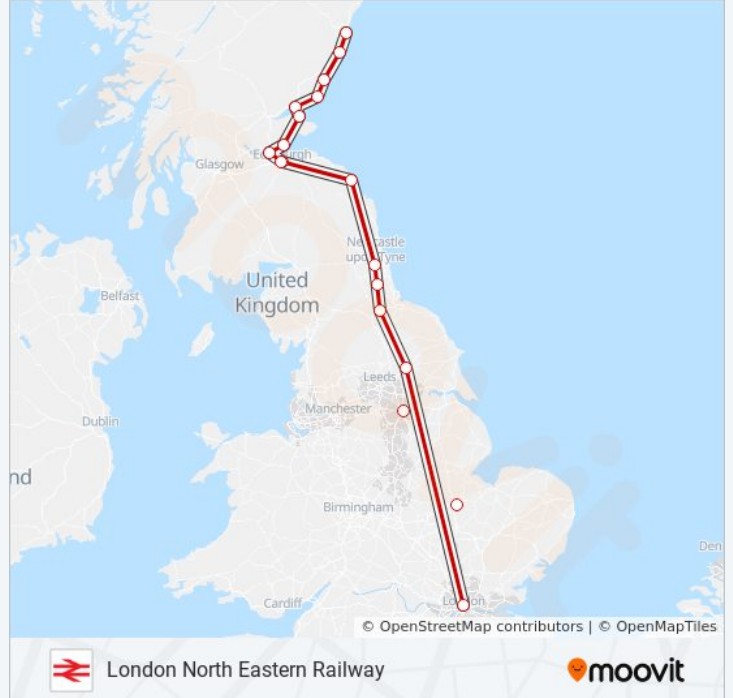 Glasgow
Edinburgh
Newcastle
upon Tyne
United
Kingdom
Belfast
Leeds
Manchester
Dublin
nd
Birmingham
Den
Cardiff
London
© OpenStreetMap contributors | © OpenMapTiles
London North Eastern Railway
moovit